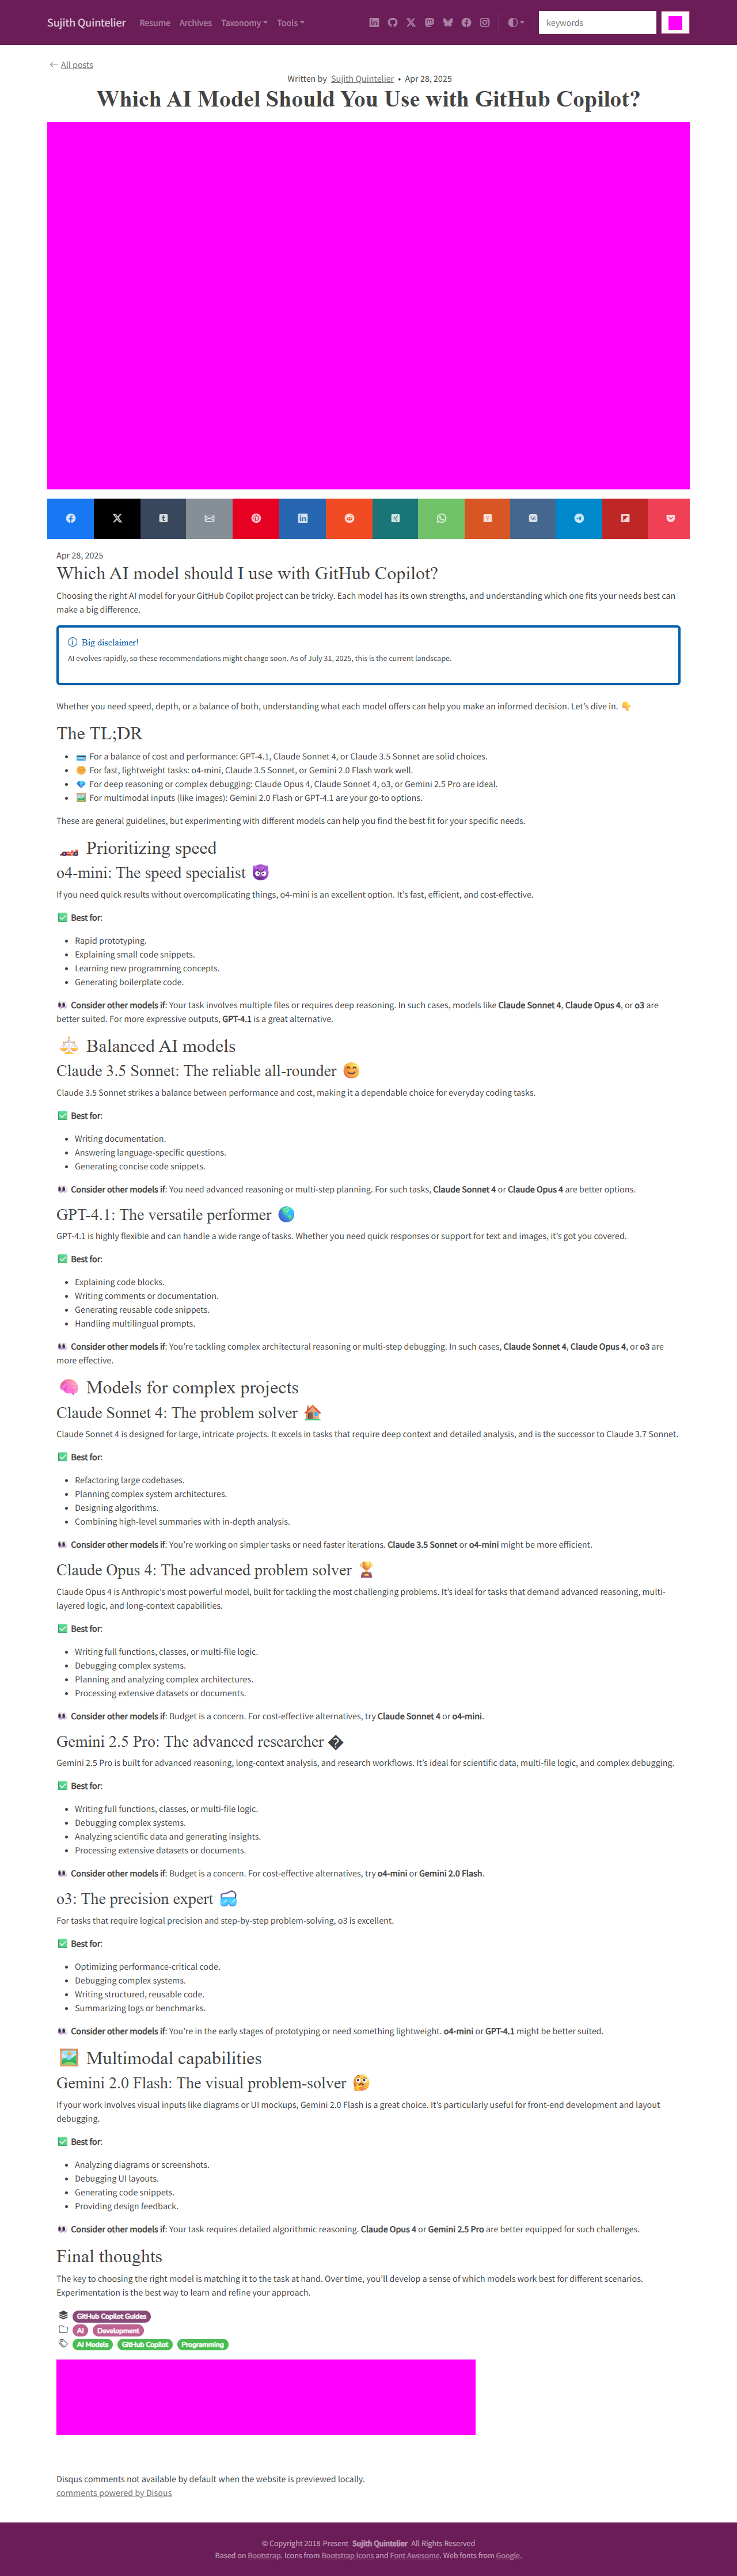 Sujith Quintelier Resume Archives Taxonomy Tools keywords
All posts
Written by Sujith Quintelier • Apr 28, 2025
Which AI Model Should You Use with GitHub Copilot?
Apr 28, 2025
Which AI model should I use with GitHub Copilot?
Choosing the right AI model for your GitHub Copilot project can be tricky. Each model has its own strengths, and understanding which one fits your needs best can
make a big difference.
Big disclaimer!
AI evolves rapidly, so these recommendations might change soon. As of July 31, 2025, this is the current landscape.
Whether you need speed, depth, or a balance of both, understanding what each model offers can help you make an informed decision. Let’s dive in. 👇
The TL;DR
• 💳 For a balance of cost and performance: GPT-4.1, Claude Sonnet 4, or Claude 3.5 Sonnet are solid choices.
• 🪙 For fast, lightweight tasks: o4-mini, Claude 3.5 Sonnet, or Gemini 2.0 Flash work well.
• 💎 For deep reasoning or complex debugging: Claude Opus 4, Claude Sonnet 4, o3, or Gemini 2.5 Pro are ideal.
• 🖼️ For multimodal inputs (like images): Gemini 2.0 Flash or GPT-4.1 are your go-to options.
These are general guidelines, but experimenting with different models can help you find the best fit for your specific needs.
🏎️ Prioritizing speed
o4-mini: The speed specialist 😈
If you need quick results without overcomplicating things, o4-mini is an excellent option. It’s fast, efficient, and cost-effective.
✅ Best for:
• Rapid prototyping.
• Explaining small code snippets.
• Learning new programming concepts.
• Generating boilerplate code.
👀 Consider other models if: Your task involves multiple files or requires deep reasoning. In such cases, models like Claude Sonnet 4, Claude Opus 4, or o3 are
better suited. For more expressive outputs, GPT-4.1 is a great alternative.
⚖️ Balanced AI models
Claude 3.5 Sonnet: The reliable all-rounder 😊
Claude 3.5 Sonnet strikes a balance between performance and cost, making it a dependable choice for everyday coding tasks.
✅ Best for:
• Writing documentation.
• Answering language-specific questions.
• Generating concise code snippets.
👀 Consider other models if: You need advanced reasoning or multi-step planning. For such tasks, Claude Sonnet 4 or Claude Opus 4 are better options.
GPT-4.1: The versatile performer 🌎
GPT-4.1 is highly flexible and can handle a wide range of tasks. Whether you need quick responses or support for text and images, it’s got you covered.
✅ Best for:
• Explaining code blocks.
• Writing comments or documentation.
• Generating reusable code snippets.
• Handling multilingual prompts.
👀 Consider other models if: You’re tackling complex architectural reasoning or multi-step debugging. In such cases, Claude Sonnet 4, Claude Opus 4, or o3 are
more effective.
🧠 Models for complex projects
Claude Sonnet 4: The problem solver 🏠
Claude Sonnet 4 is designed for large, intricate projects. It excels in tasks that require deep context and detailed analysis, and is the successor to Claude 3.7 Sonnet.
✅ Best for:
• Refactoring large codebases.
• Planning complex system architectures.
• Designing algorithms.
• Combining high-level summaries with in-depth analysis.
👀 Consider other models if: You’re working on simpler tasks or need faster iterations. Claude 3.5 Sonnet or o4-mini might be more efficient.
Claude Opus 4: The advanced problem solver 🏆
Claude Opus 4 is Anthropic’s most powerful model, built for tackling the most challenging problems. It’s ideal for tasks that demand advanced reasoning, multi-
layered logic, and long-context capabilities.
✅ Best for:
• Writing full functions, classes, or multi-file logic.
• Debugging complex systems.
• Planning and analyzing complex architectures.
• Processing extensive datasets or documents.
👀 Consider other models if: Budget is a concern. For cost-effective alternatives, try Claude Sonnet 4 or o4-mini.
Gemini 2.5 Pro: The advanced researcher �
Gemini 2.5 Pro is built for advanced reasoning, long-context analysis, and research workflows. It’s ideal for scientific data, multi-file logic, and complex debugging.
✅ Best for:
• Writing full functions, classes, or multi-file logic.
• Debugging complex systems.
• Analyzing scientific data and generating insights.
• Processing extensive datasets or documents.
👀 Consider other models if: Budget is a concern. For cost-effective alternatives, try o4-mini or Gemini 2.0 Flash.
o3: The precision expert 🤿
For tasks that require logical precision and step-by-step problem-solving, o3 is excellent.
✅ Best for:
• Optimizing performance-critical code.
• Debugging complex systems.
• Writing structured, reusable code.
• Summarizing logs or benchmarks.
👀 Consider other models if: You’re in the early stages of prototyping or need something lightweight. o4-mini or GPT-4.1 might be better suited.
🖼️ Multimodal capabilities
Gemini 2.0 Flash: The visual problem-solver 🤔
If your work involves visual inputs like diagrams or UI mockups, Gemini 2.0 Flash is a great choice. It’s particularly useful for front-end development and layout
debugging.
✅ Best for:
• Analyzing diagrams or screenshots.
• Debugging UI layouts.
• Generating code snippets.
• Providing design feedback.
👀 Consider other models if: Your task requires detailed algorithmic reasoning. Claude Opus 4 or Gemini 2.5 Pro are better equipped for such challenges.
Final thoughts
The key to choosing the right model is matching it to the task at hand. Over time, you’ll develop a sense of which models work best for different scenarios.
Experimentation is the best way to learn and refine your approach.
GitHub Copilot Guides
AI Development
AI Models GitHub Copilot Programming
Disqus comments not available by default when the website is previewed locally.
comments powered by Disqus
© Copyright 2018-Present Sujith Quintelier All Rights Reserved
Based on Bootstrap. Icons from Bootstrap Icons and Font Awesome. Web fonts from Google.